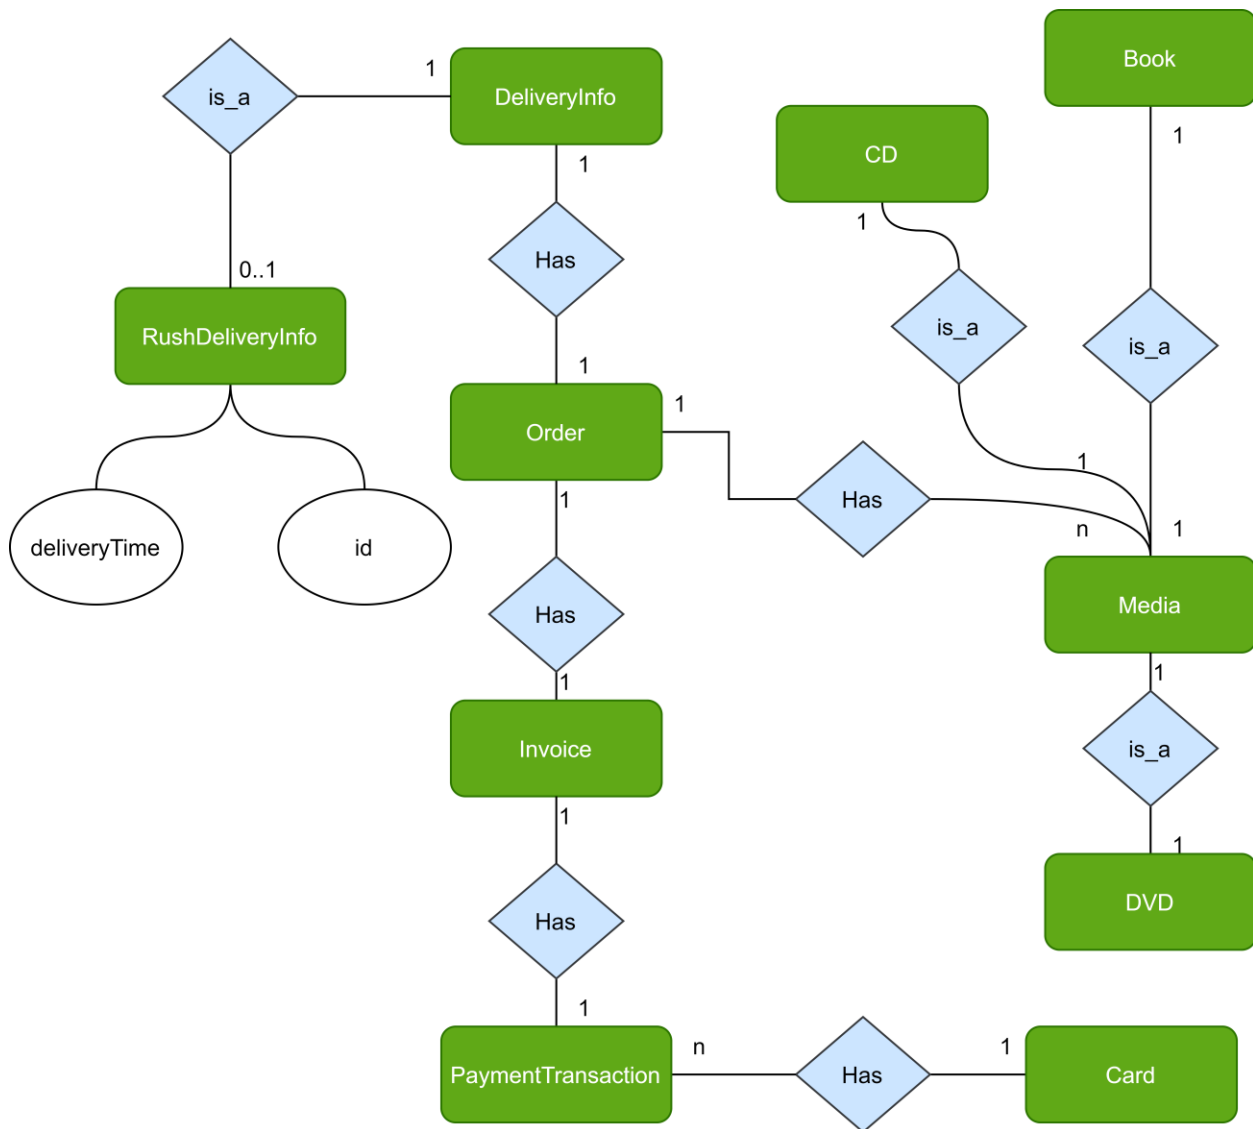 Book
1
is_a
1
DeliveryInfo
CD
1
1
1
Has
is_a
is_a
0..1
RushDeliveryInfo
1
1
Order
1
Has
deliveryTime
id
1
n
1
1
Has
Media
1
1
Invoice
is_a
1
1
DVD
Has
1
PaymentTransaction
n
Has
1
Card